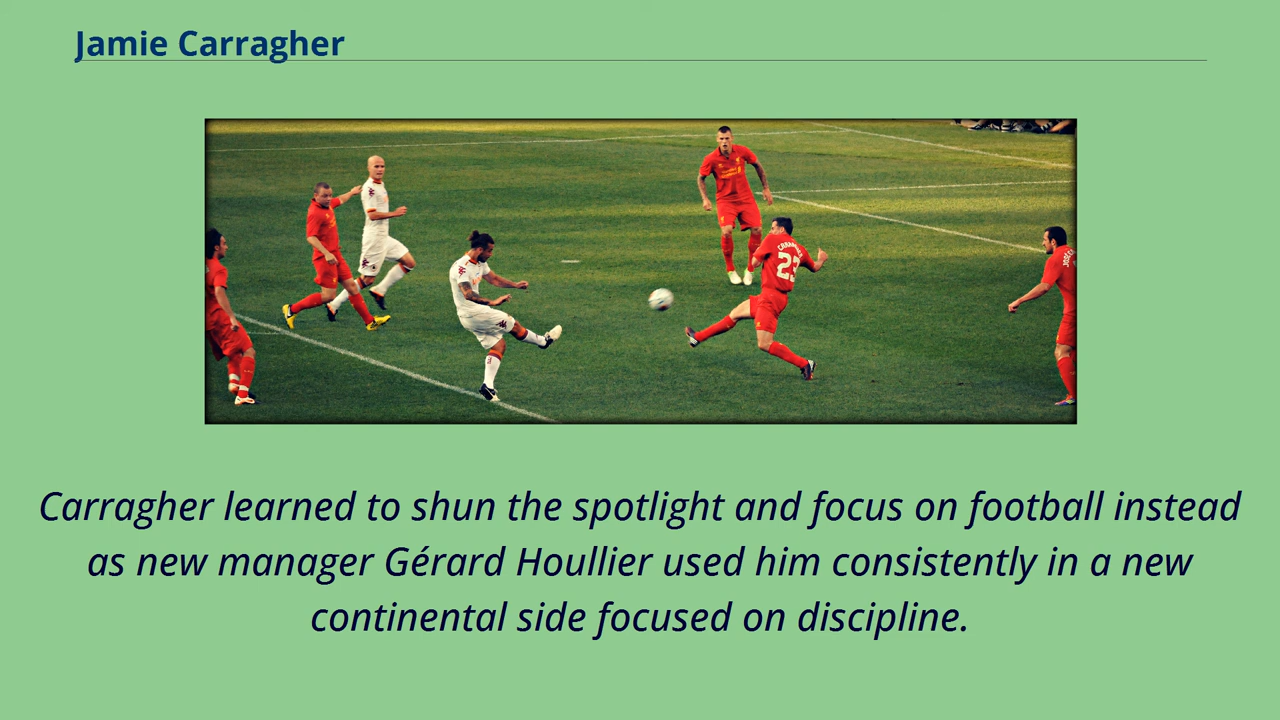 Jamie Carragher
23
Carragher learned to shun the spotlight and focus on football instead
as new manager Gérard Houllier used him consistently in a new
continental side focused on discipline.